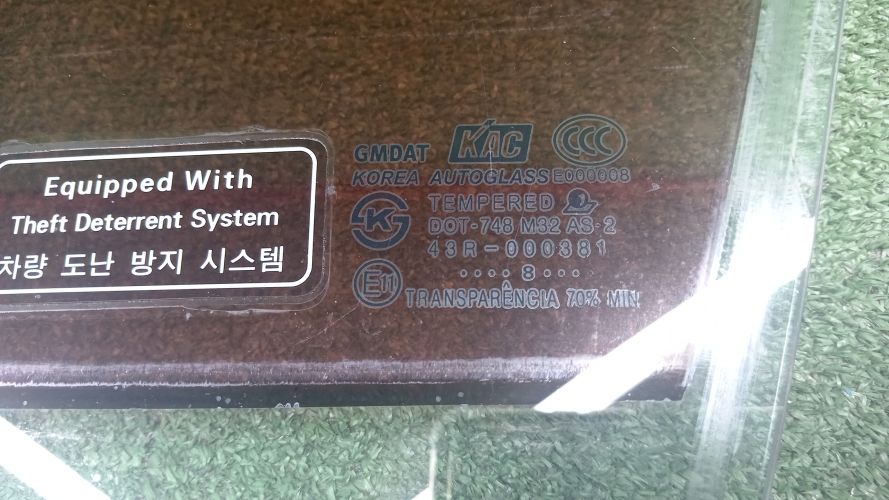 Equipped With
Theft Deterrent System
차량 도난 방지 시스템
GMDAT KAC CCC
KOREA AUTOGLASS E000008
TEMPERED
DOT-748 M32 AS-2
43R-000381
.... 8 ...
E11 TRANSPARÊNCIA 70% MIN